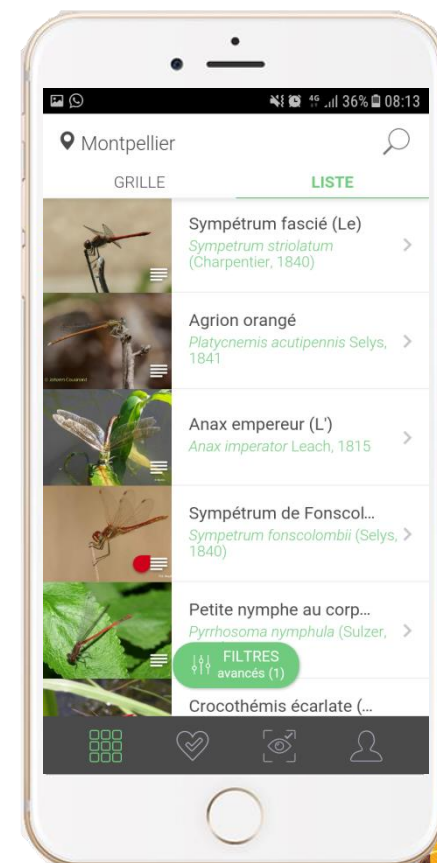 4G 36% 08:13
Montpellier
GRILLE LISTE
Sympétrum fascié (Le)
Sympetrum striolatum
(Charpentier, 1840)
Agrion orangé
Platycnemis acutipennis Selys,
1841
Anax empereur (L')
Anax imperator Leach, 1815
Sympétrum de Fonscol...
Sympetrum fonscolombii (Selys,
1840)
Petite nymphe au corp...
Pyrrhosoma nymphula (Sulzer,
FILTRES
avancés (1)
Crocothémis écarlate (...